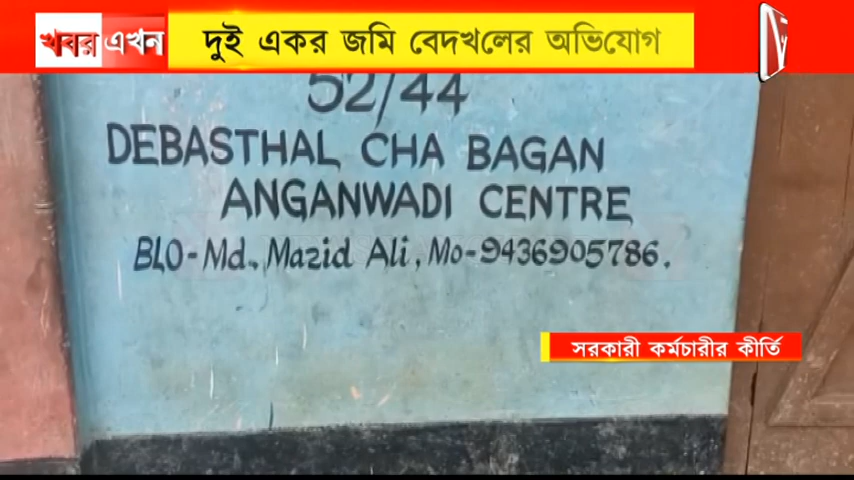 খবর এখন
দুই একর জমি বেদখলের অভিযোগ
52/44
DEBASTHAL CHA BAGAN
ANGANWADI CENTRE
BLO-Md. Mazid Ali, Mo-9436905786.
সরকারী কর্মচারীর কীর্তি